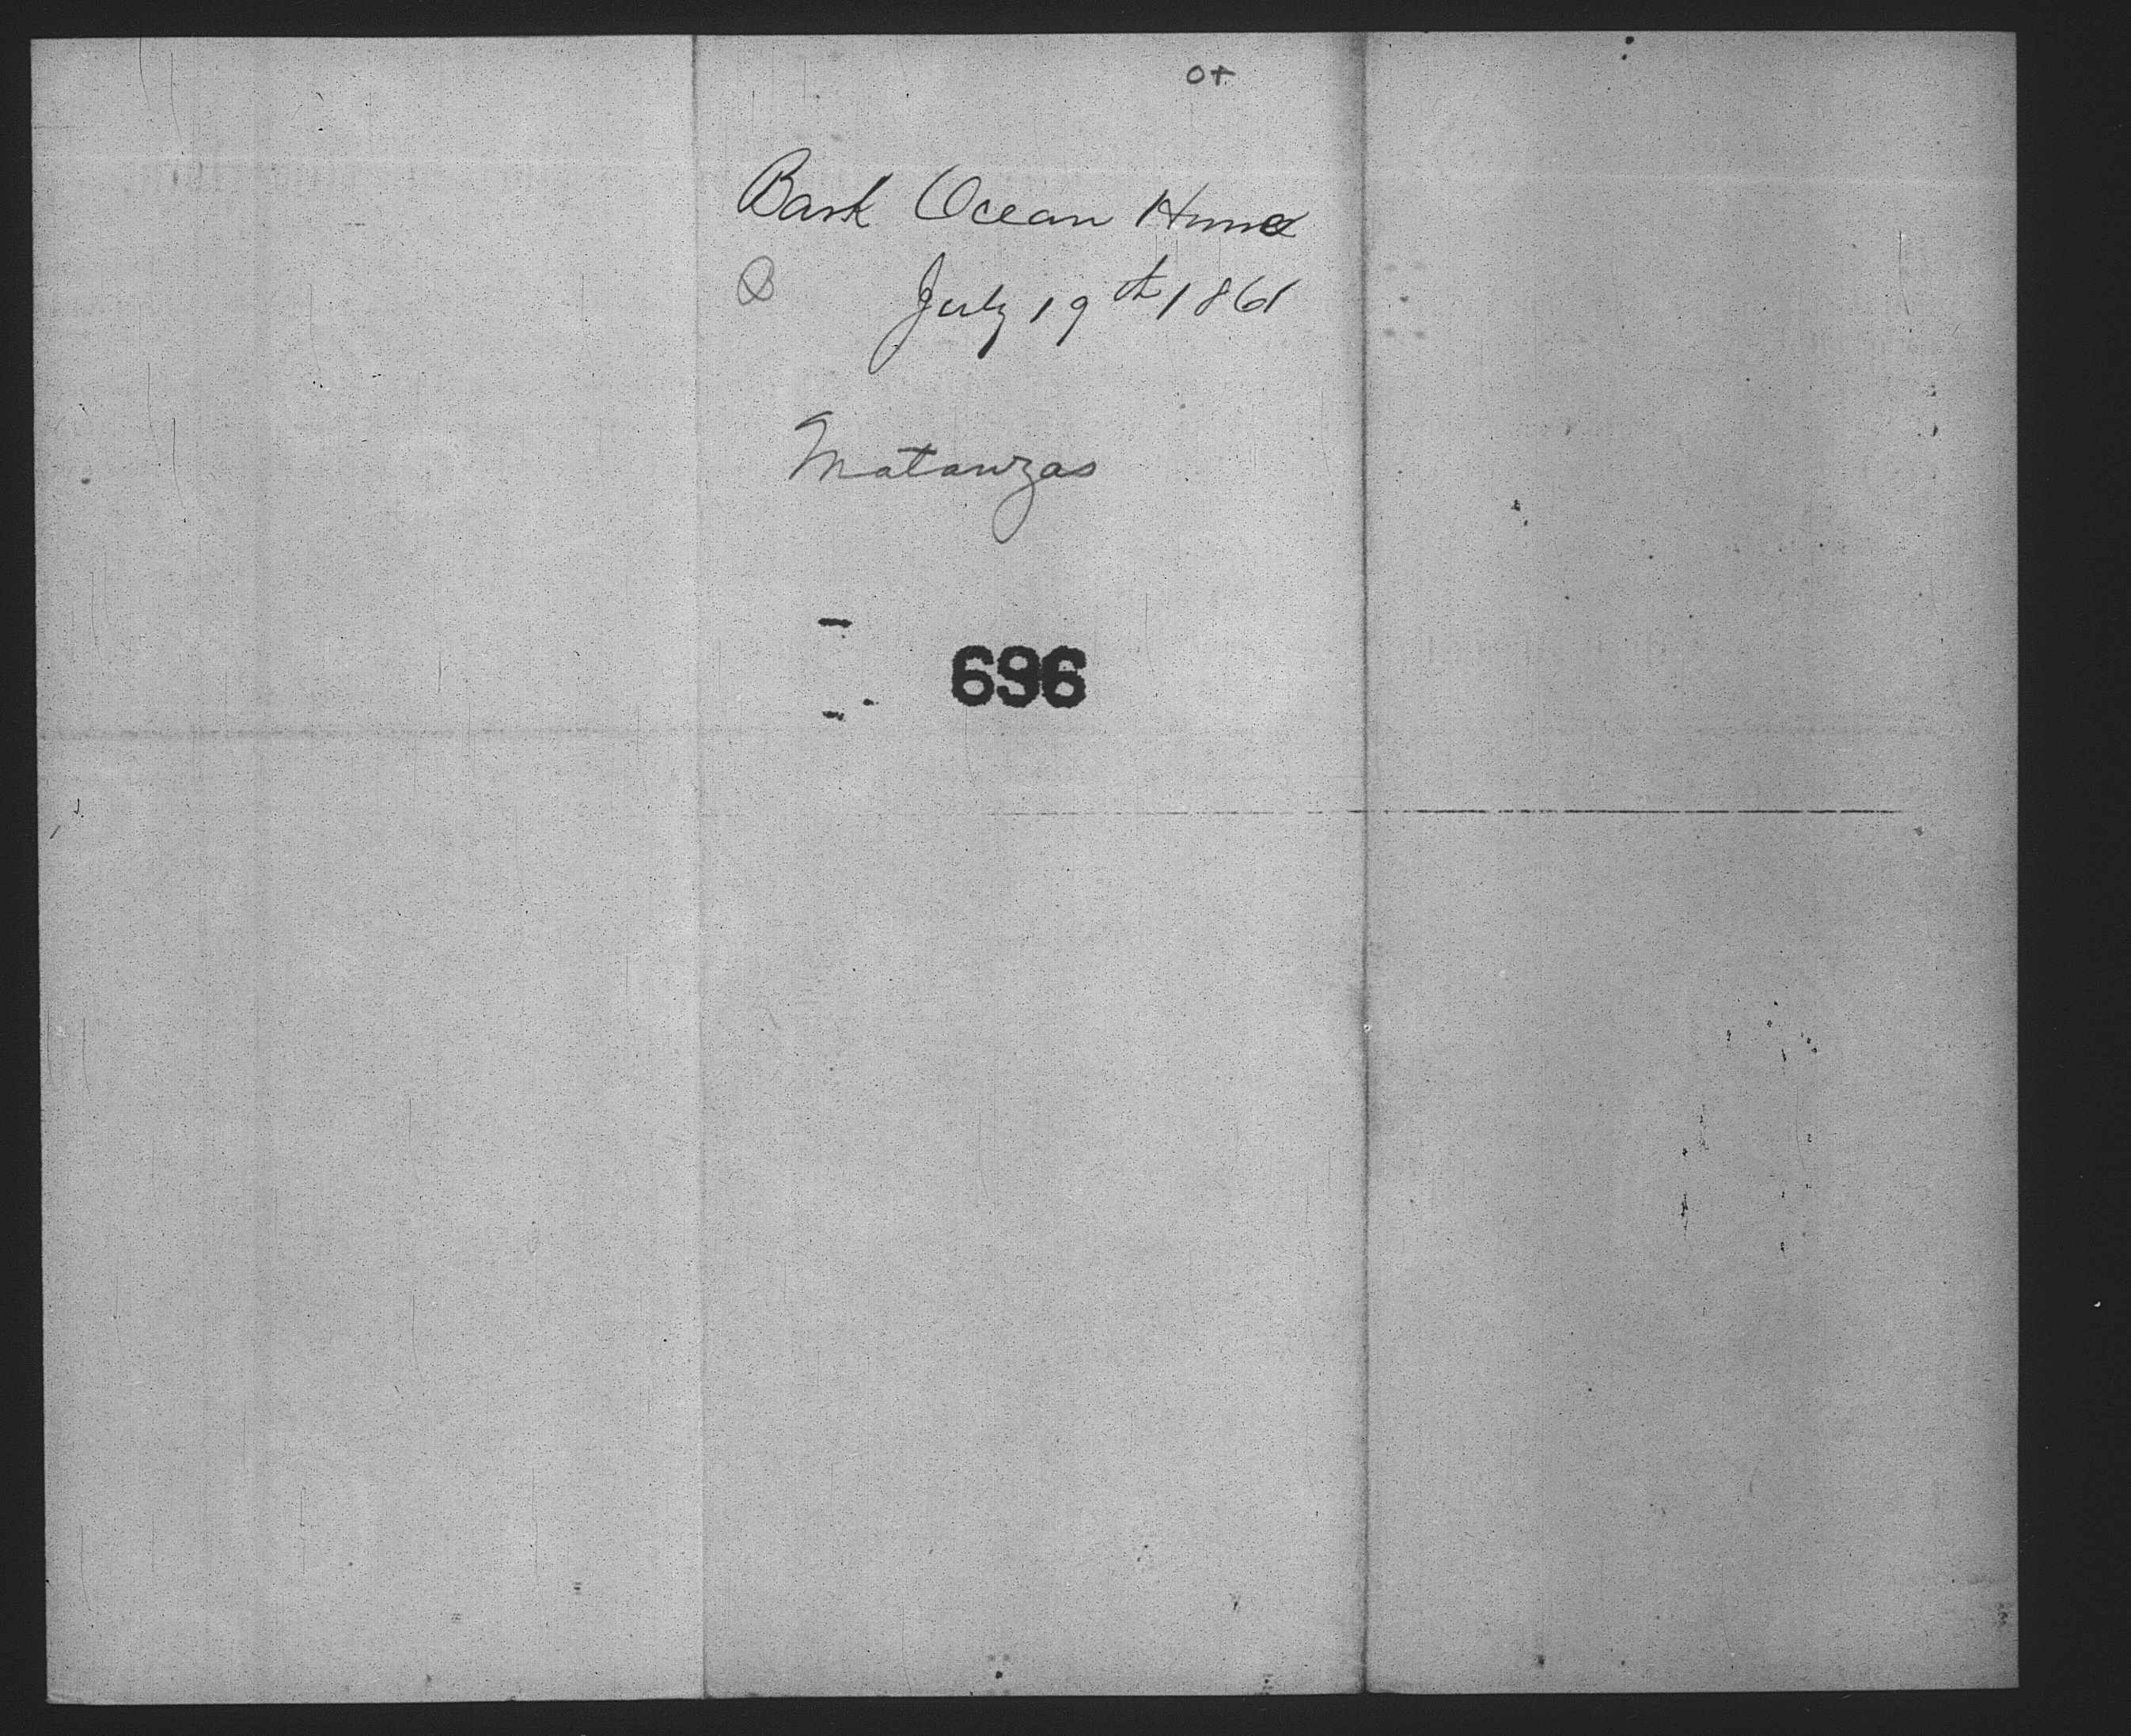 o+
Bark Ocean Home
July 19th 1861
Matanzas
696